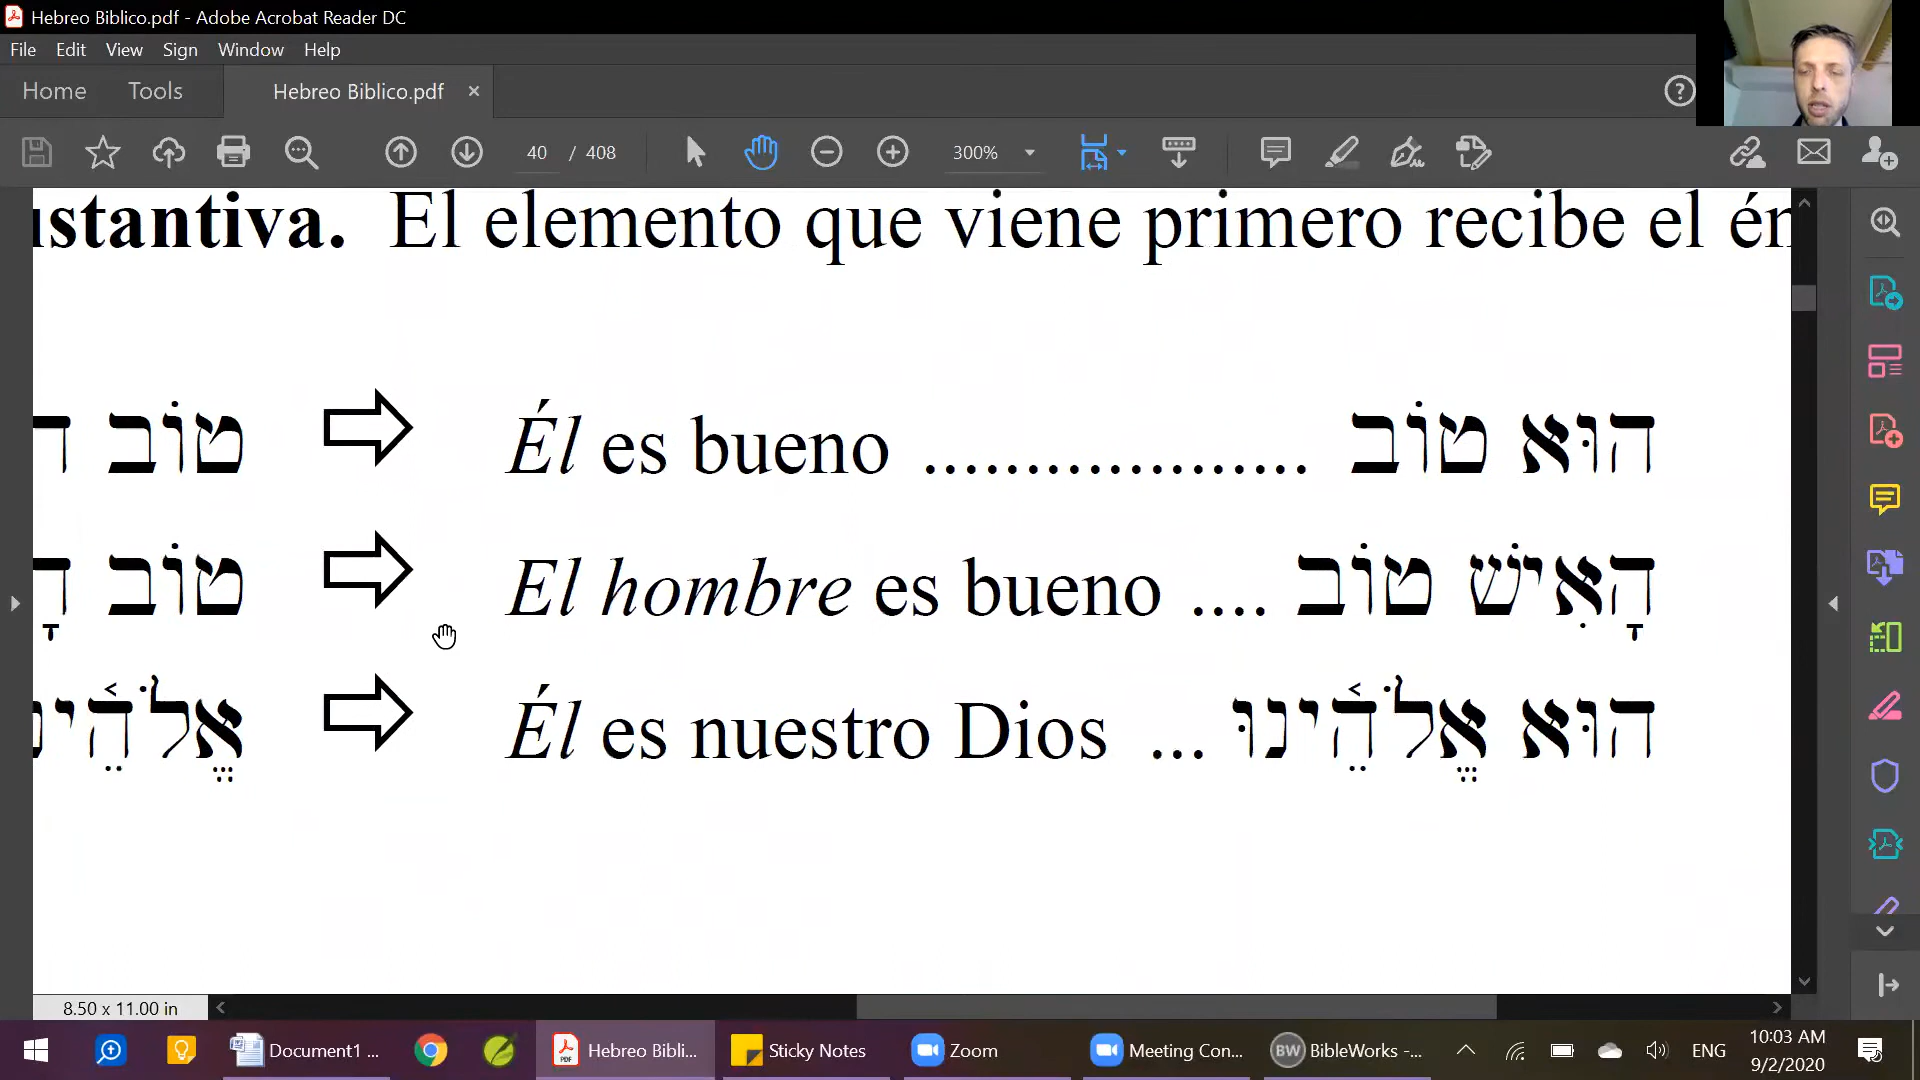 Hebreo Biblico.pdf - Adobe Acrobat Reader DC
File Edit View Sign Window Help
Home Tools Hebreo Biblico.pdf ×
40 / 408 300%
ustantiva. El elemento que viene primero recibe el én
הוּא טוֹב .................. Él es bueno ⇨ טוֹב ה
הָאִישׁ טוֹב .... El hombre es bueno ⇨ טוֹב הָ
הוּא אֱלֹהֵ֫ינוּ ... Él es nuestro Dios ⇨ אֱלֹהֵ֫ינ
8.50 x 11.00 in
Document1 ... Hebreo Bibli... Sticky Notes Zoom Meeting Con... BW BibleWorks -... ENG 10:03 AM
9/2/2020